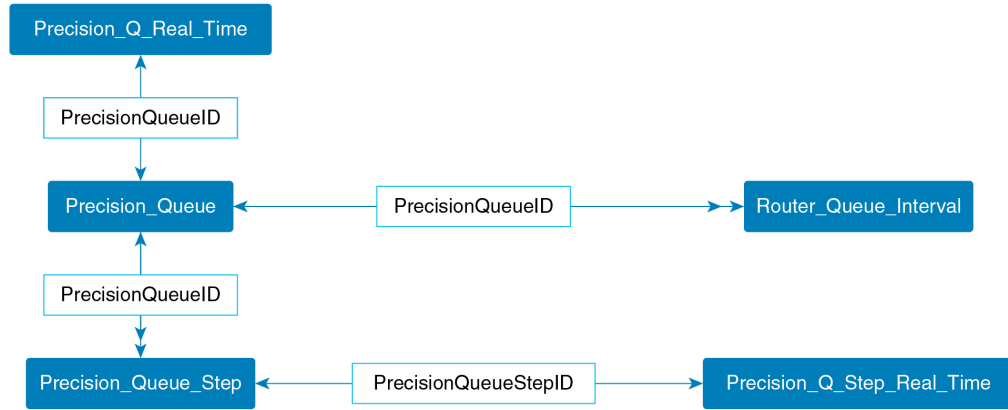 Precision_Q_Real_Time
PrecisionQueueID
Precision_Queue
PrecisionQueueID
Router_Queue_Interval
PrecisionQueueID
Precision_Queue_Step
PrecisionQueueStepID
Precision_Q_Step_Real_Time